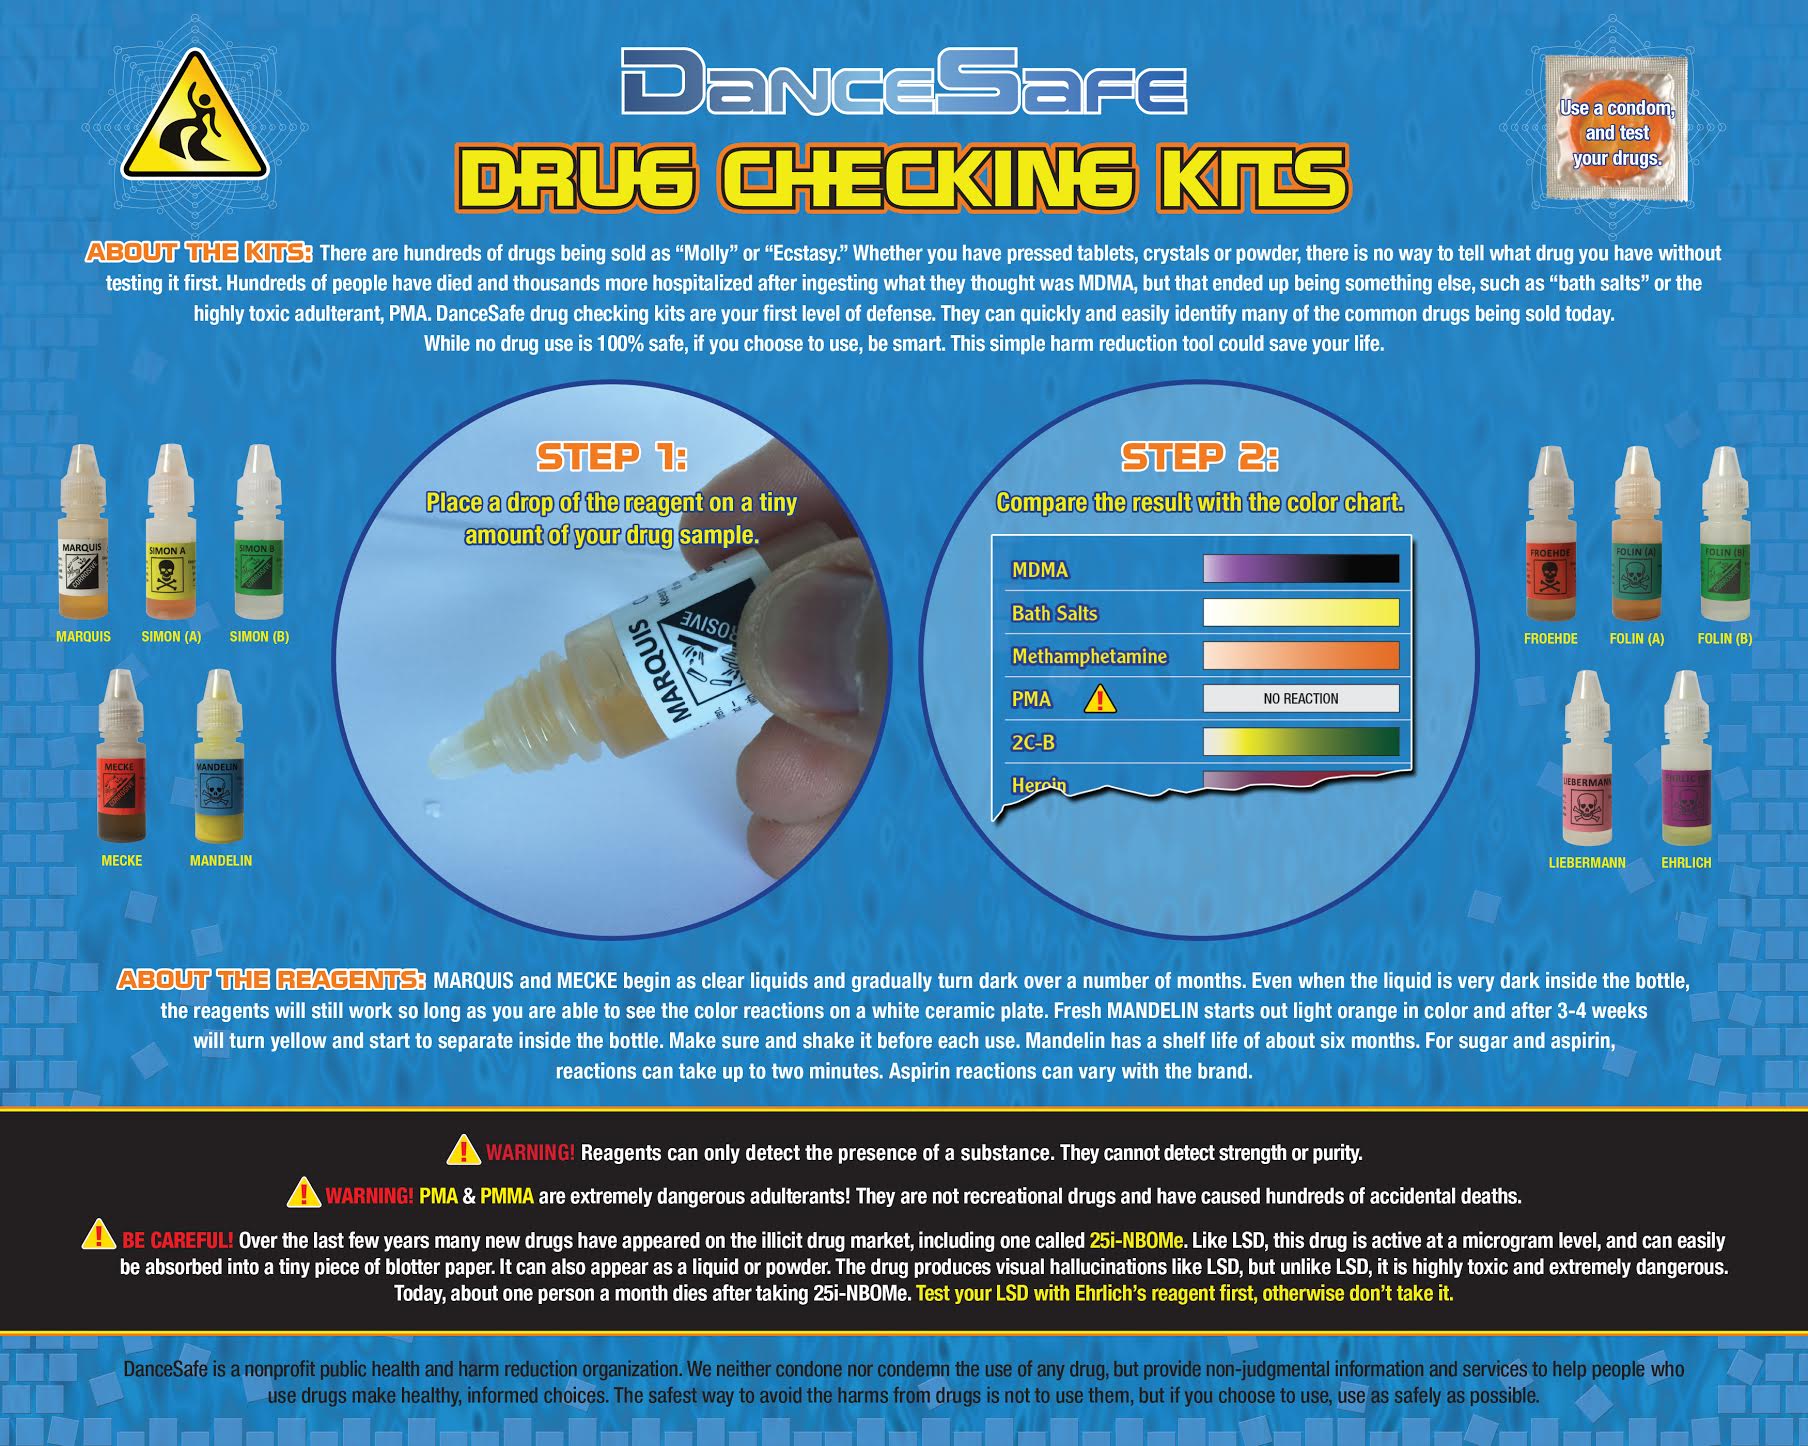 DanceSafe
DRUG CHECKING KITS
Use a condom,
and test
your drugs.
ABOUT THE KITS: There are hundreds of drugs being sold as “Molly” or “Ecstasy.” Whether you have pressed tablets, crystals or powder, there is no way to tell what drug you have without
testing it first. Hundreds of people have died and thousands more hospitalized after ingesting what they thought was MDMA, but that ended up being something else, such as “bath salts” or the
highly toxic adulterant, PMA. DanceSafe drug checking kits are your first level of defense. They can quickly and easily identify many of the common drugs being sold today.
While no drug use is 100% safe, if you choose to use, be smart. This simple harm reduction tool could save your life.
MARQUIS
CORROSIVE
SIMON A
SIMON B
CORROSIVE
MARQUIS
SIMON (A)
SIMON (B)
MECKE
CORROSIVE
MANDELIN
MECKE
MANDELIN
STEP 1:
Place a drop of the reagent on a tiny
amount of your drug sample.
MARQUIS
ROSIVE
STEP 2:
Compare the result with the color chart.
MDMA
Bath Salts
Methamphetamine
PMA
NO REACTION
2C-B
Heroin
FROEHDE
FOLIN (A)
FOLIN (B)
FROEHDE
FOLIN (A)
FOLIN (B)
LIEBERMANN
LIEBERMANN
EHRLICH
ABOUT THE REAGENTS: MARQUIS and MECKE begin as clear liquids and gradually turn dark over a number of months. Even when the liquid is very dark inside the bottle,
the reagents will still work so long as you are able to see the color reactions on a white ceramic plate. Fresh MANDELIN starts out light orange in color and after 3-4 weeks
will turn yellow and start to separate inside the bottle. Make sure and shake it before each use. Mandelin has a shelf life of about six months. For sugar and aspirin,
reactions can take up to two minutes. Aspirin reactions can vary with the brand.
WARNING! Reagents can only detect the presence of a substance. They cannot detect strength or purity.
WARNING! PMA & PMMA are extremely dangerous adulterants! They are not recreational drugs and have caused hundreds of accidental deaths.
BE CAREFUL! Over the last few years many new drugs have appeared on the illicit drug market, including one called 25i-NBOMe. Like LSD, this drug is active at a microgram level, and can easily
be absorbed into a tiny piece of blotter paper. It can also appear as a liquid or powder. The drug produces visual hallucinations like LSD, but unlike LSD, it is highly toxic and extremely dangerous.
Today, about one person a month dies after taking 25i-NBOMe. Test your LSD with Ehrlich’s reagent first, otherwise don’t take it.
DanceSafe is a nonprofit public health and harm reduction organization. We neither condone nor condemn the use of any drug, but provide non-judgmental information and services to help people who
use drugs make healthy, informed choices. The safest way to avoid the harms from drugs is not to use them, but if you choose to use, use as safely as possible.